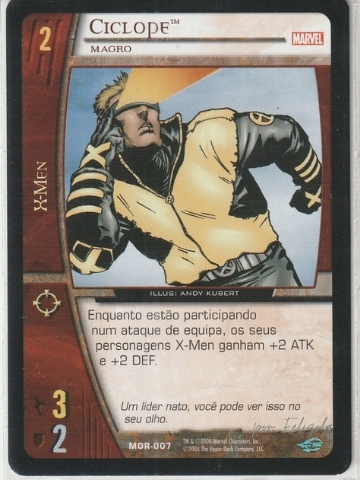 2
CICLOPE™
MAGRO
MARVEL
X-MEN
ILLUS: ANDY KUBERT
Enquanto estão participando
num ataque de equipa, os seus
personagens X-Men ganham +2 ATK
e +2 DEF.
3
2
Um líder nato, você pode ver isso no
seu olho.
MOR-007
TM & ©2004 Marvel Characters, Inc.
©2004 The Upper Deck Company, LLC.